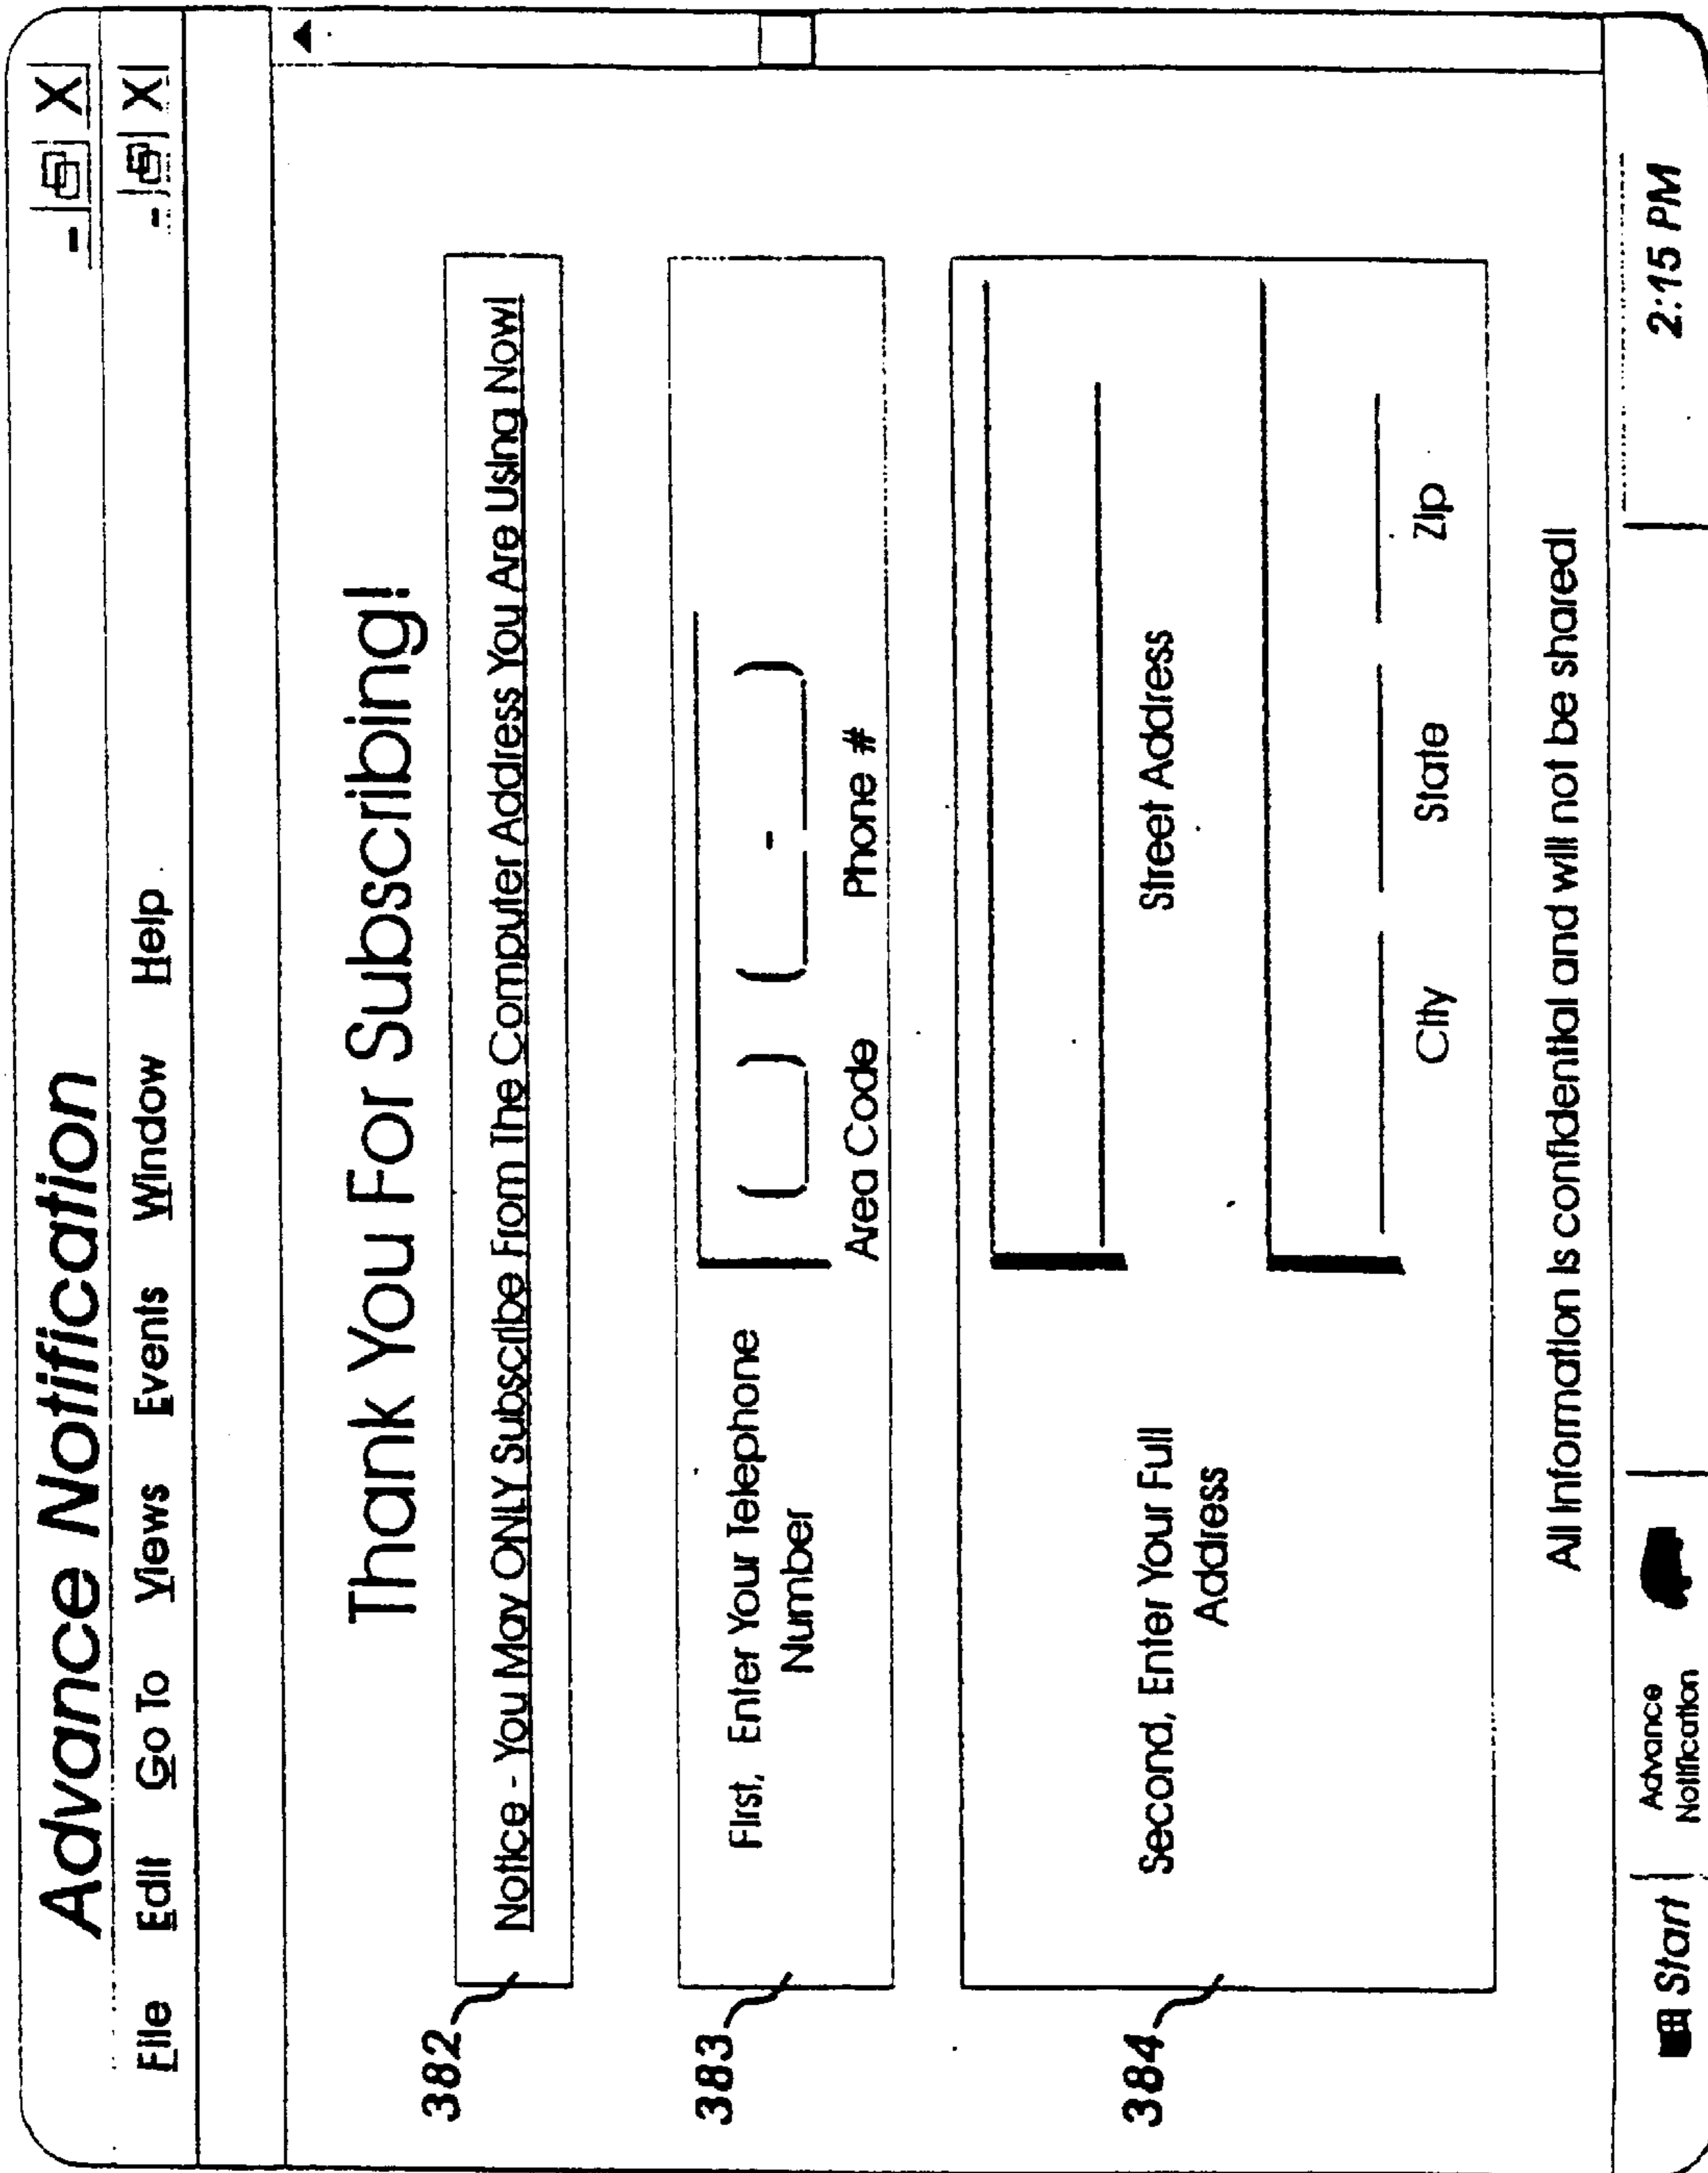 Advance Notification
File Edit Go To Views Events Window Help
Thank You For Subscribing!
382
Notice - You May ONLY Subscribe From The Computer Address You Are Using Now!
383
First, Enter Your Telephone
Number
( ) ( - )
Area Code Phone #
384
Second, Enter Your Full
Address
Street Address
City State Zip
All Information is confidential and will not be shared!
Start
Advance
Notification
2:15 PM